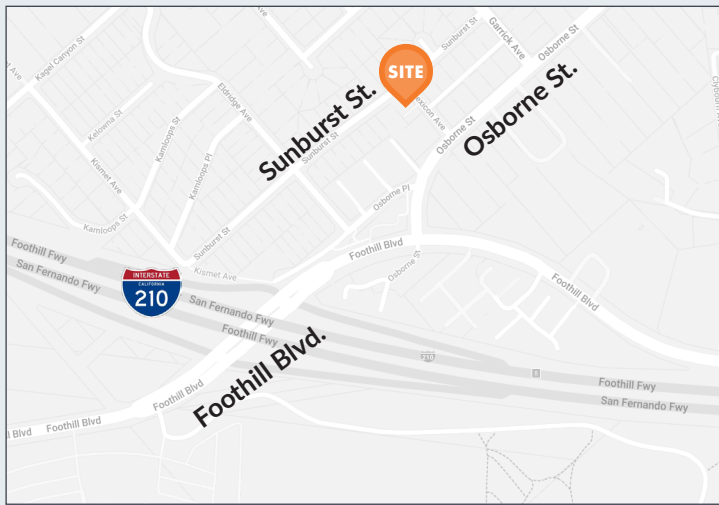 Kagel Canyon St
Sunburst St
Garrick Ave
Osborne St
SITE
Eldridge Ave
Kelowna St
Kamloops St
Sunburst St.
Osborne St.
Osborne St
Sunburst St
Kismet Ave
Kamloops Pl
Osborne Pl
Kamloops St
Sunburst St
Foothill Blvd
Foothill Fwy
Kismet Ave
Osborne St
San Fernando Fwy
INTERSTATE
CALIFORNIA
210
Foothill Blvd
San Fernando Fwy
Foothill Fwy
Foothill Blvd.
210
Foothill Fwy
San Fernando Fwy
Foothill Blvd
Foothill Blvd
Blvd